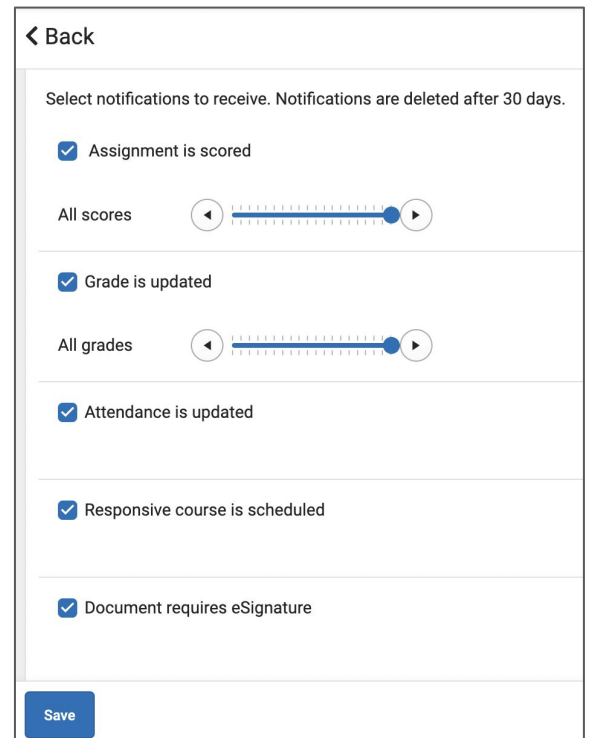 Back
Select notifications to receive. Notifications are deleted after 30 days.
Assignment is scored
All scores
Grade is updated
All grades
Attendance is updated
Responsive course is scheduled
Document requires eSignature
Save